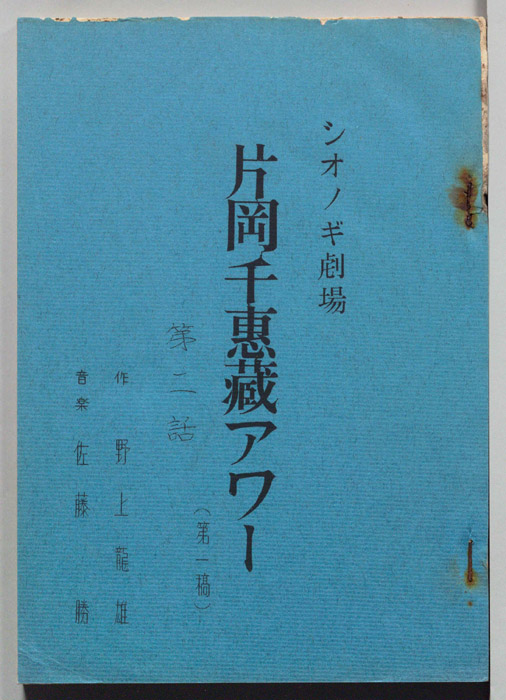 シオノギ劇場
片岡千恵蔵アワー
(第一稿)
第二話
作 野上龍雄
音楽 佐藤勝